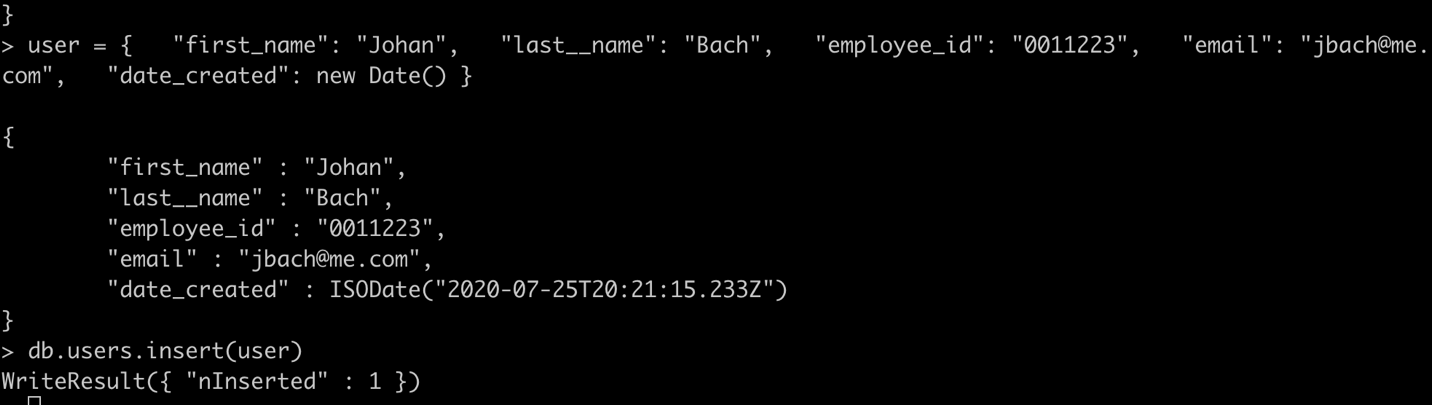 }
> user = {   "first_name": "Johan",   "last__name": "Bach",   "employee_id": "0011223",   "email": "jbach@me.
com",   "date_created": new Date() }
{
        "first_name" : "Johan",
        "last__name" : "Bach",
        "employee_id" : "0011223",
        "email" : "jbach@me.com",
        "date_created" : ISODate("2020-07-25T20:21:15.233Z")
}
> db.users.insert(user)
WriteResult({ "nInserted" : 1 })